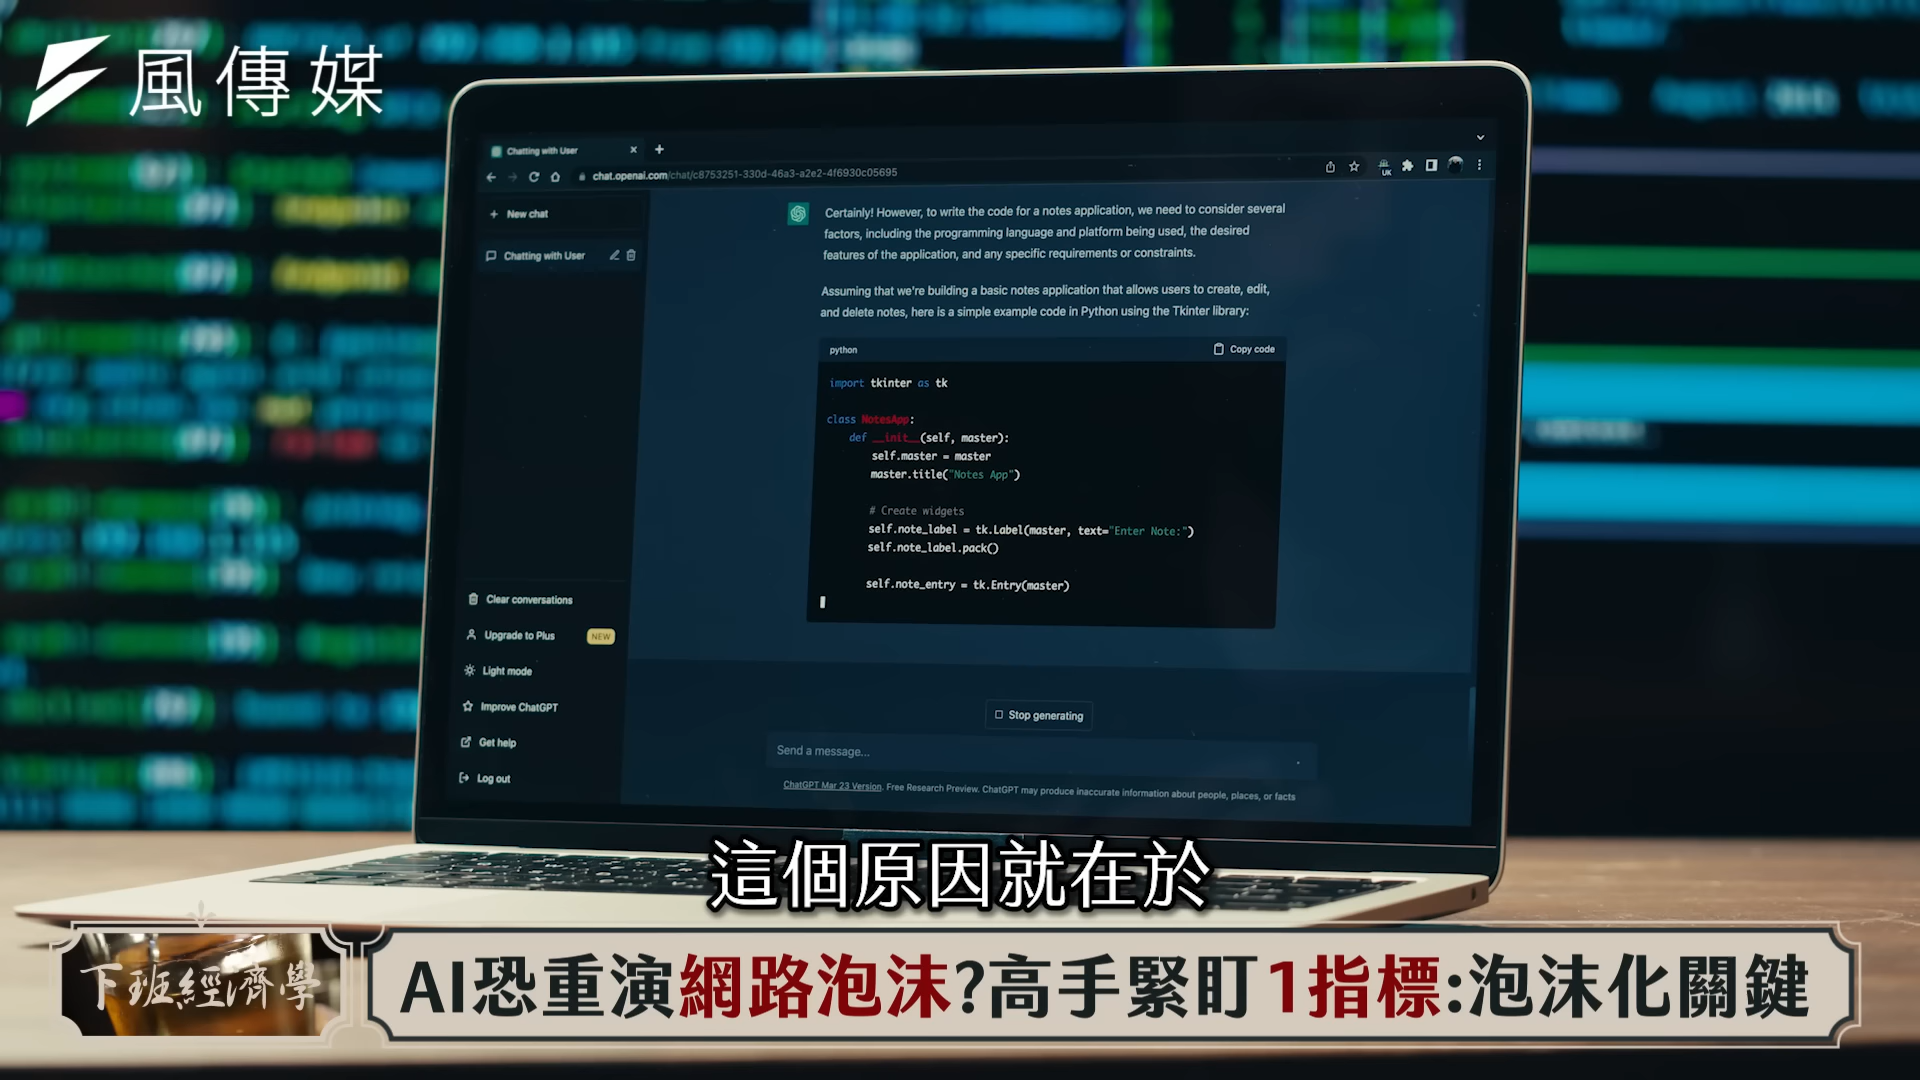 風傳媒
Chatting with User
chat.openai.com/chat/c8753251-330d-46a3-a2e2-4f6930c05695
UK
New chat
Chatting with User
Certainly! However, to write the code for a notes application, we need to consider several
factors, including the programming language and platform being used, the desired
features of the application, and any specific requirements or constraints.
Assuming that we're building a basic notes application that allows users to create, edit,
and delete notes, here is a simple example code in Python using the Tkinter library:
python
Copy code
import tkinter as tk
class NotesApp:
def __init__(self, master):
self.master = master
master.title("Notes App")
# Create widgets
self.note_label = tk.Label(master, text="Enter Note:")
self.note_label.pack()
self.note_entry = tk.Entry(master)
Clear conversations
Upgrade to Plus NEW
Light mode
Improve ChatGPT
Get help
Log out
Stop generating
Send a message...
ChatGPT Mar 23 Version. Free Research Preview. ChatGPT may produce inaccurate information about people, places, or facts
這個原因就在於
下班經濟學
AI恐重演網路泡沫?高手緊盯1指標:泡沫化關鍵